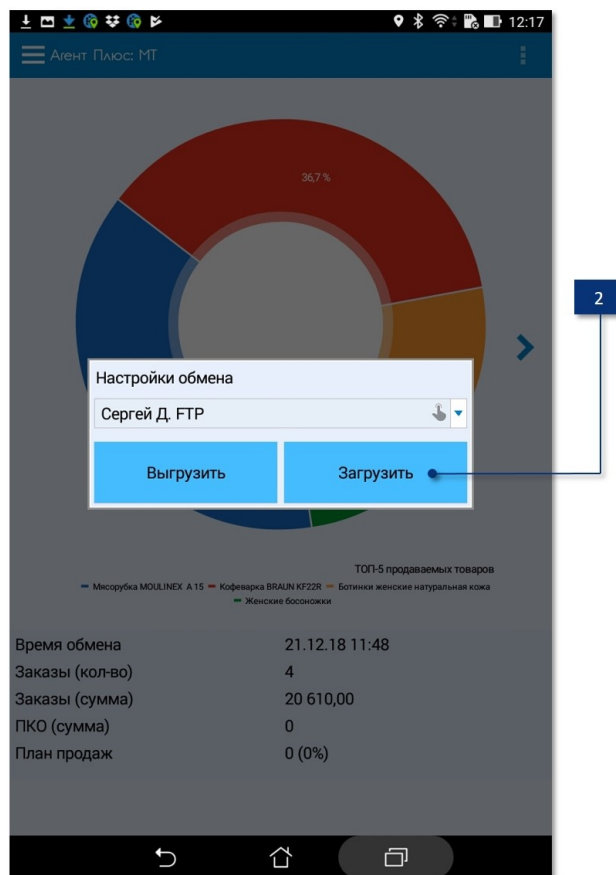 12:17
Агент Плюс: МТ
36,7 %
2
Настройки обмена
Сергей Д. FTP
Выгрузить
Загрузить
ТОП-5 продаваемых товаров
Мясорубка MOULINEX A 15 Кофеварка BRAUN KF22R Ботинки женские натуральная кожа
Женские босоножки
Время обмена 21.12.18 11:48
Заказы (кол-во) 4
Заказы (сумма) 20 610,00
ПКО (сумма) 0
План продаж 0 (0%)